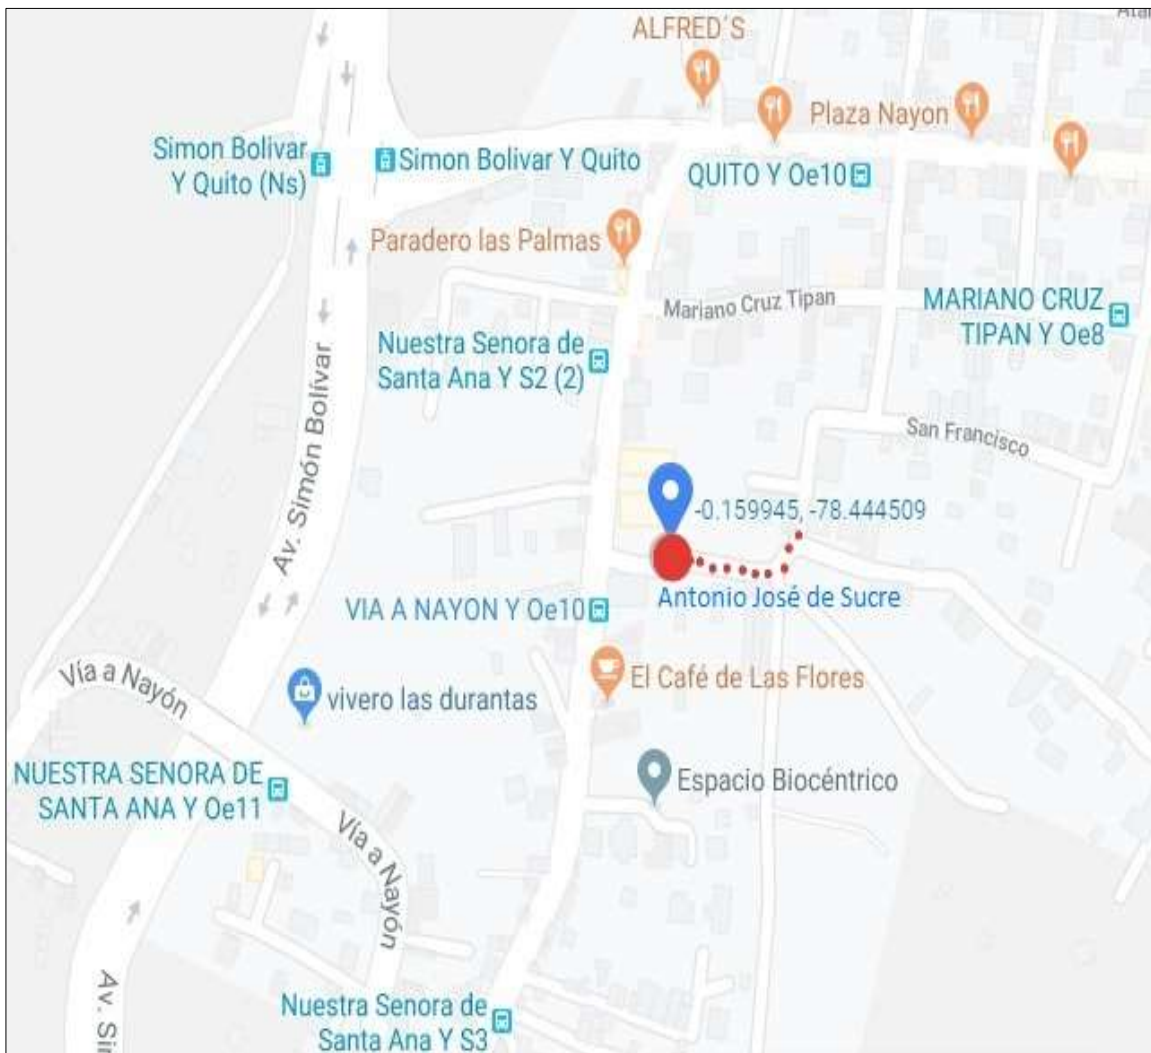 Atal
ALFRED´S
Plaza Nayon
Simon Bolivar
Y Quito (Ns)
Simon Bolivar Y Quito
QUITO Y Oe10
Paradero las Palmas
Mariano Cruz Tipan
MARIANO CRUZ
TIPAN Y Oe8
Nuestra Senora de
Santa Ana Y S2 (2)
Av. Simón Bolívar
San Francisco
-0.159945, -78.444509
Antonio José de Sucre
VIA A NAYON Y Oe10
El Café de Las Flores
Vía a Nayón
vivero las durantas
NUESTRA SENORA DE
SANTA ANA Y Oe11
Espacio Biocéntrico
Vía a Nayón
Av. Sin
Nuestra Senora de
Santa Ana Y S3